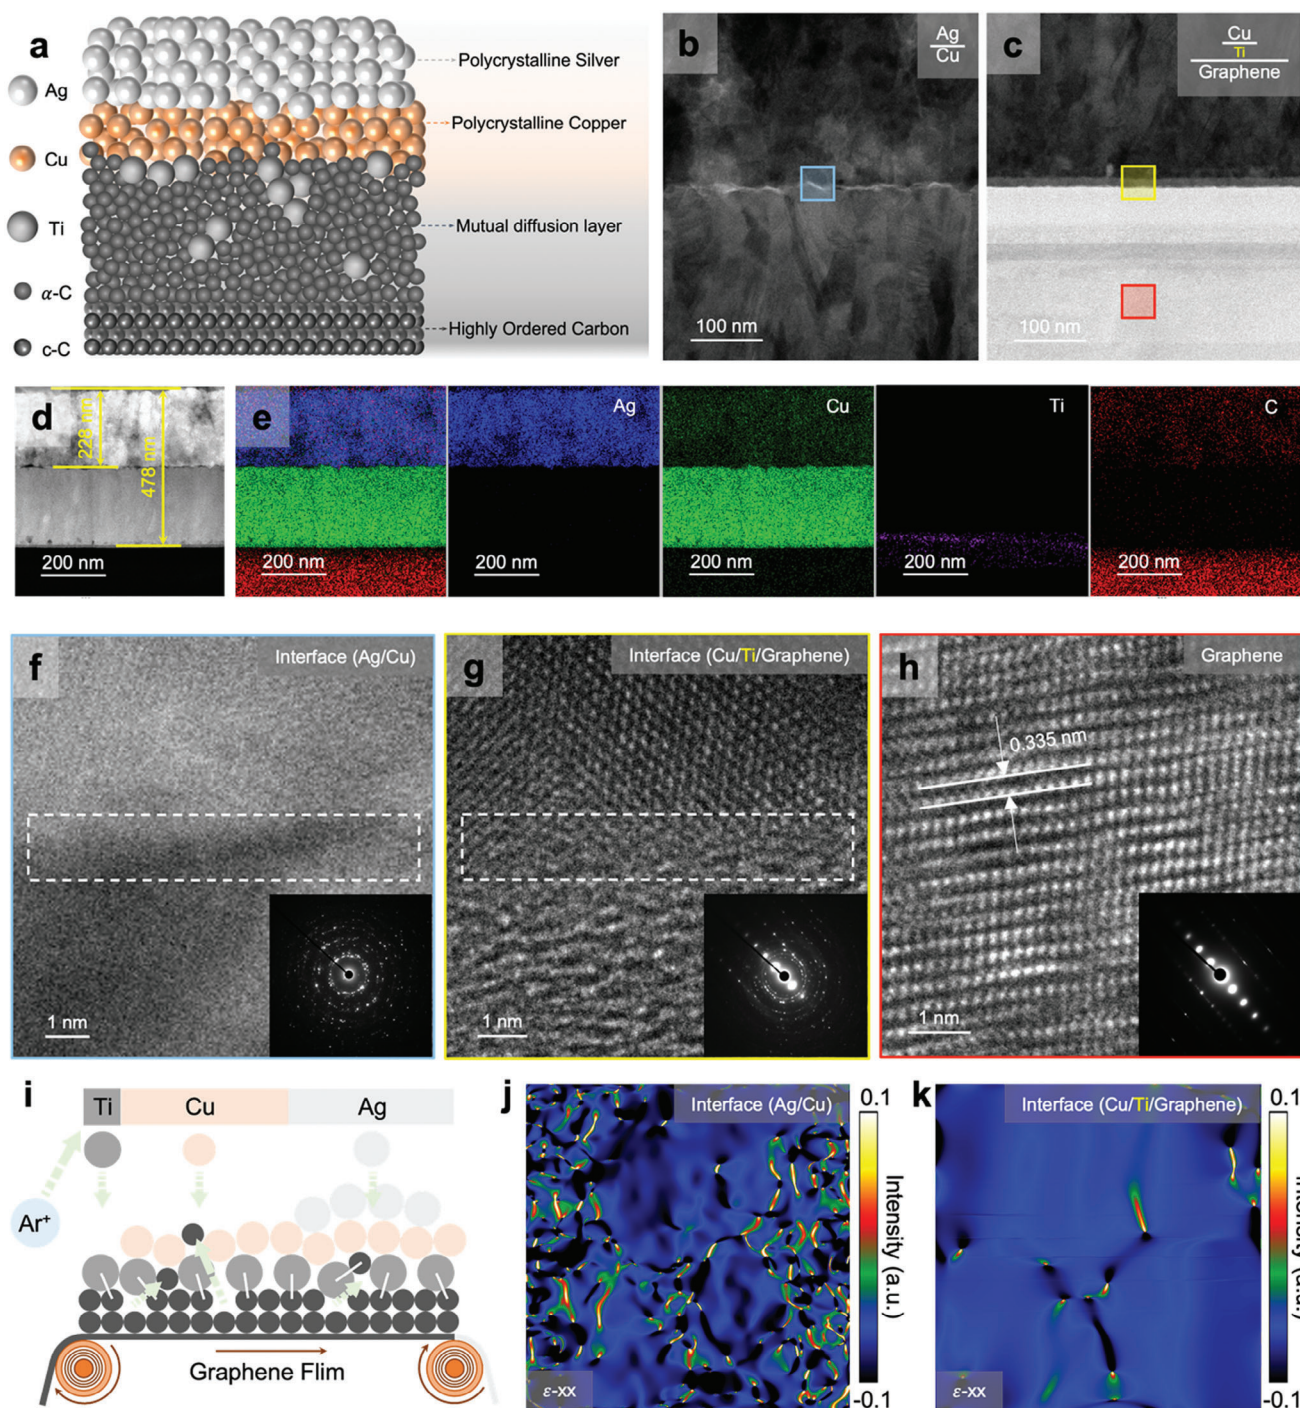 a
Ag
Cu
Ti
α-C
c-C
Polycrystalline Silver
Polycrystalline Copper
Mutual diffusion layer
Highly Ordered Carbon
b
Ag
Cu
100 nm
c
Cu
Ti
Graphene
100 nm
d
228 nm
478 nm
200 nm
e
200 nm
Ag
200 nm
Cu
200 nm
Ti
200 nm
C
200 nm
f
Interface (Ag/Cu)
1 nm
g
Interface (Cu/Ti/Graphene)
1 nm
h
Graphene
0.335 nm
1 nm
i
Ti
Cu
Ag
Ar+
Graphene Flim
j
Interface (Ag/Cu)
ε-xx
0.1
Intensity (a.u.)
-0.1
k
Interface (Cu/Ti/Graphene)
ε-xx
0.1
-0.1